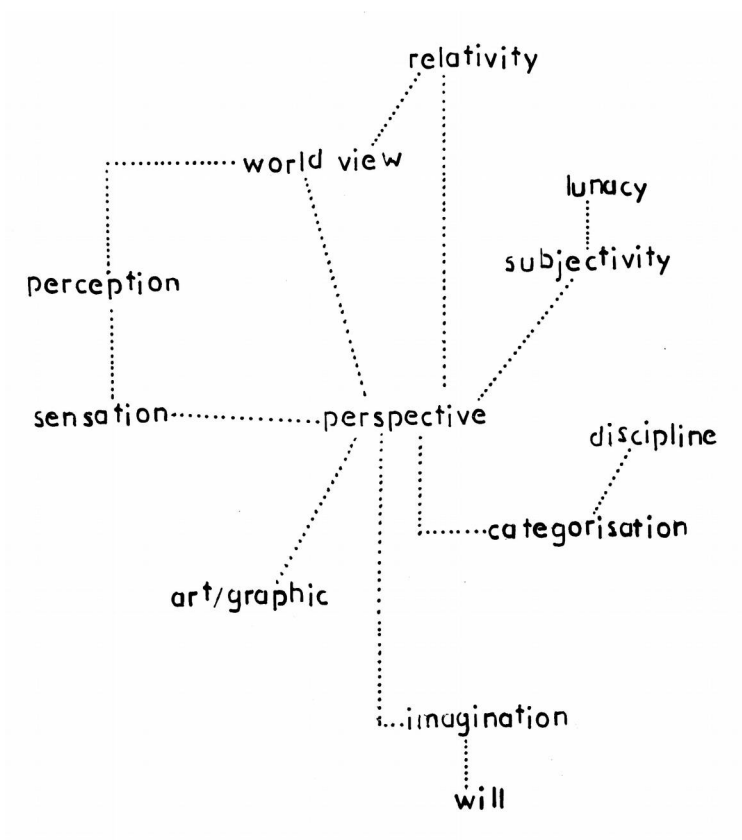 relativity
world view
lunacy
subjectivity
perception
sensation
perspective
discipline
categorisation
art/graphic
imagination
will